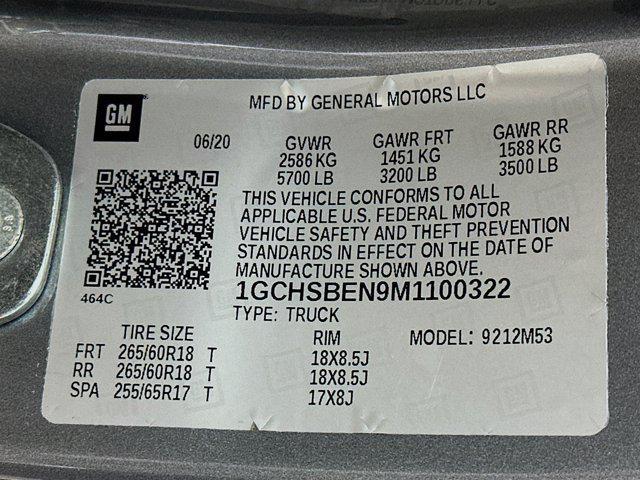 GM
MFD BY GENERAL MOTORS LLC
06/20 GVWR GAWR FRT GAWR RR
2586 KG 1451 KG 1588 KG
5700 LB 3200 LB 3500 LB
THIS VEHICLE CONFORMS TO ALL
APPLICABLE U.S. FEDERAL MOTOR
VEHICLE SAFETY AND THEFT PREVENTION
STANDARDS IN EFFECT ON THE DATE OF
MANUFACTURE SHOWN ABOVE.
464C
1GCHSBEN9M1100322
TYPE: TRUCK
TIRE SIZE RIM MODEL: 9212M53
FRT 265/60R18 T 18X8.5J
RR 265/60R18 T 18X8.5J
SPA 255/65R17 T 17X8J